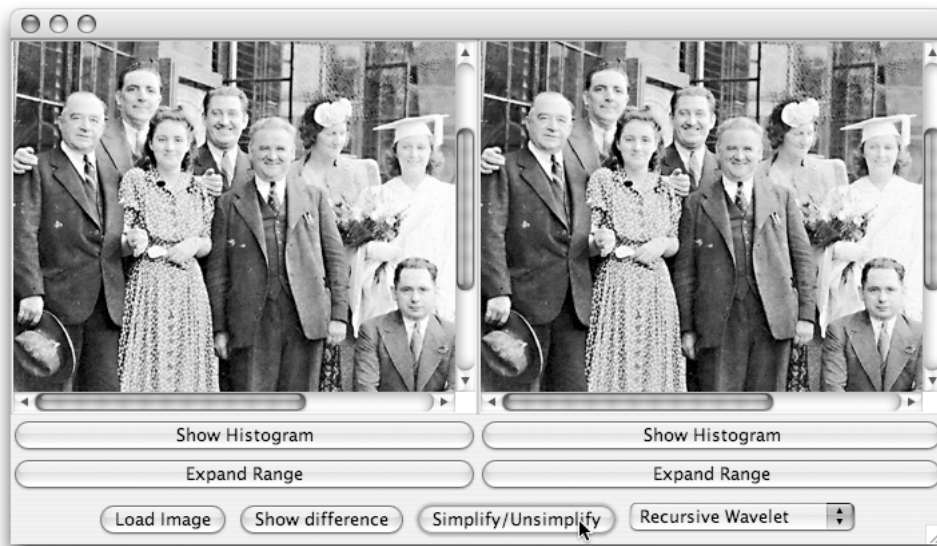 Show Histogram Show Histogram
Expand Range Expand Range
Load Image Show difference Simplify/Unsimplify Recursive Wavelet